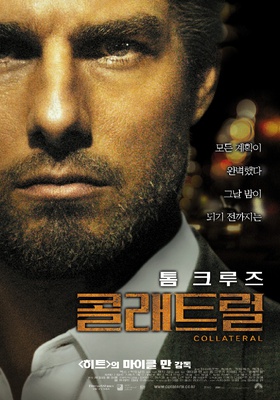 모든 계획이
완벽했다
그날 밤이
되기 전까지는
톰 크루즈
콜래트럴
COLLATERAL
<히트>의 마이클 만 감독